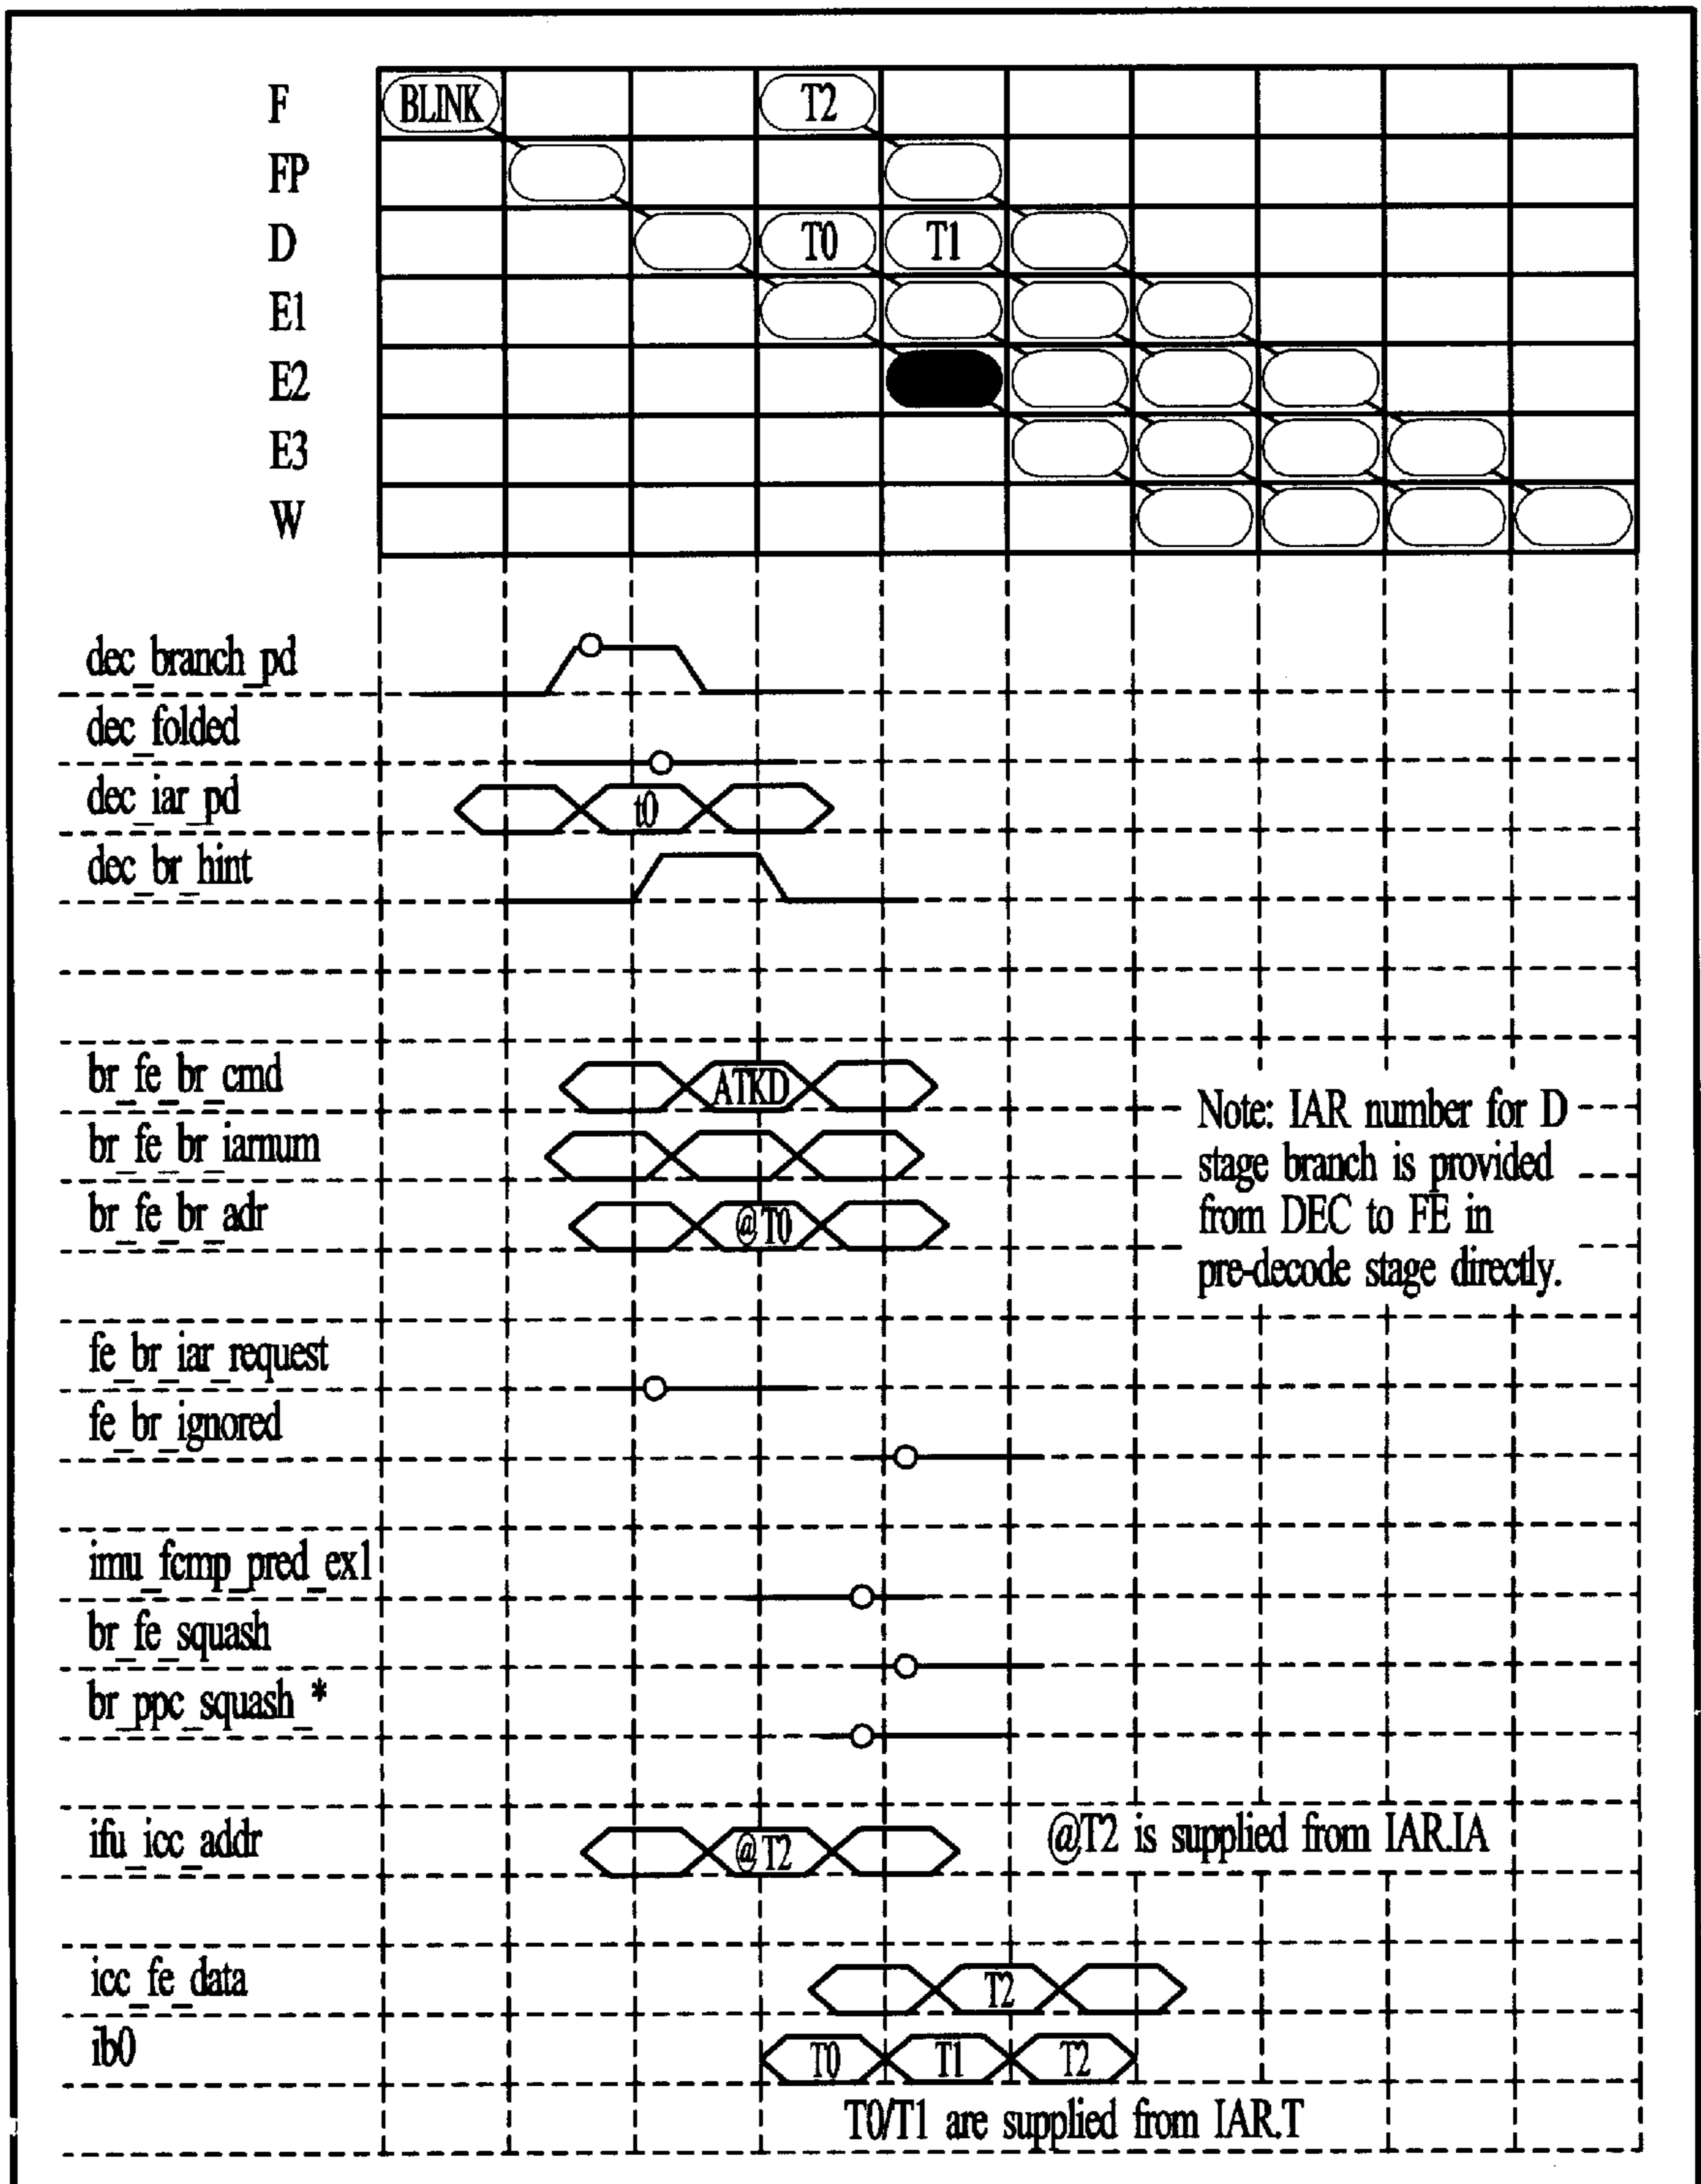 F BLINK T2
FP
D T0 T1
E1
E2
E3
W
dec_branch_pd
dec_folded
dec_iar_pd t0
dec_br_hint
br_fe_br_cmd ATKD
br_fe_br_iarnum
br_fe_br_adr @T0
Note: IAR number for D
stage branch is provided
from DEC to FE in
pre-decode stage directly.
fe_br_iar_request
fe_br_ignored
imu_fcmp_pred_ex1
br_fe_squash
br_ppc_squash_*
ifu_icc_addr @T2 @T2 is supplied from IAR.IA
icc_fe_data T2
ib0 T0 T1 T2
T0/T1 are supplied from IAR.T